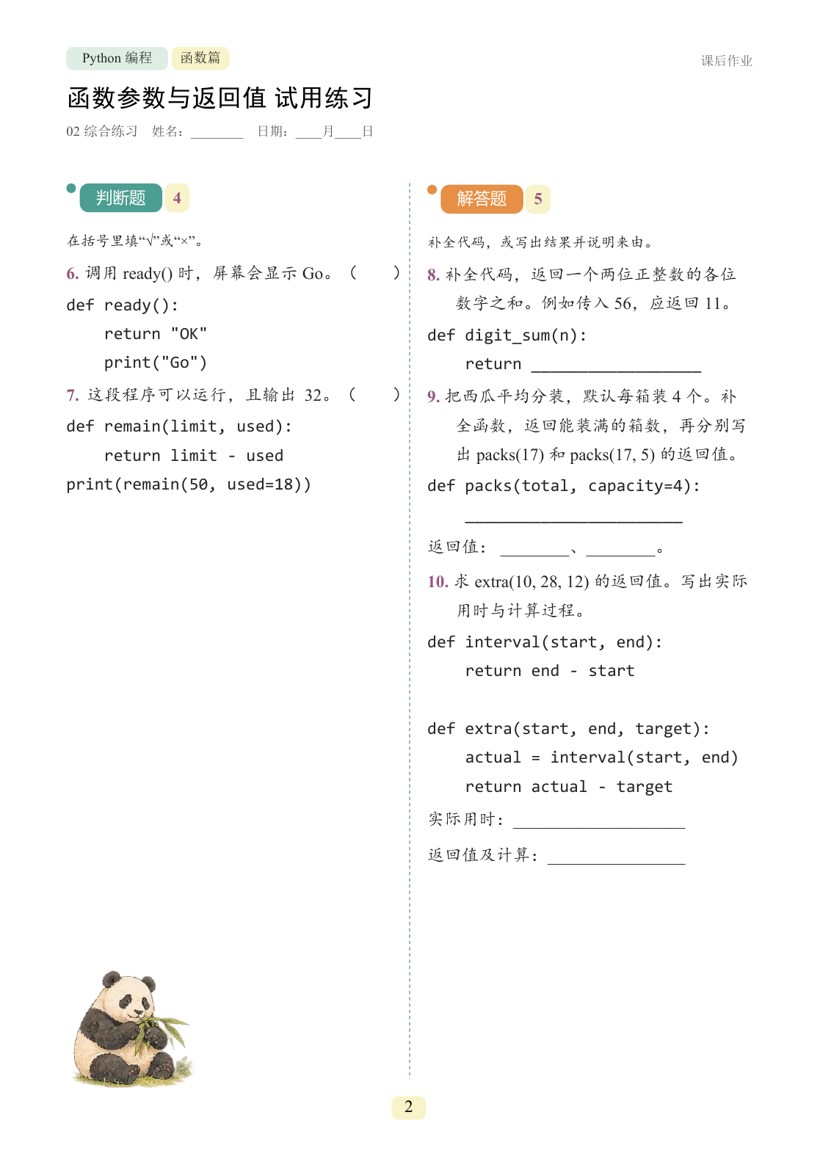 Python 编程 函数篇
课后作业
函数参数与返回值 试用练习
02 综合练习 姓名：________ 日期：____月____日
判断题 4
在括号里填“√”或“×”。
6. 调用 ready() 时，屏幕会显示 Go。（ ）
def ready():
    return "OK"
    print("Go")
7. 这段程序可以运行，且输出 32。（ ）
def remain(limit, used):
    return limit - used
print(remain(50, used=18))
解答题 5
补全代码，或写出结果并说明来由。
8. 补全代码，返回一个两位正整数的各位
数字之和。例如传入 56，应返回 11。
def digit_sum(n):
    return __________________
9. 把西瓜平均分装，默认每箱装 4 个。补
全函数，返回能装满的箱数，再分别写
出 packs(17) 和 packs(17, 5) 的返回值。
def packs(total, capacity=4):
    _______________________
返回值：________、________。
10. 求 extra(10, 28, 12) 的返回值。写出实际
用时与计算过程。
def interval(start, end):
    return end - start
def extra(start, end, target):
    actual = interval(start, end)
    return actual - target
实际用时：____________________
返回值及计算：________________
2